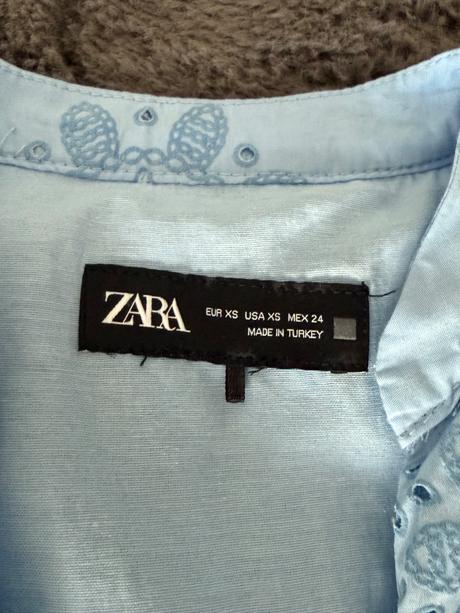 ZARA
EUR XS USA XS MEX 24
MADE IN TURKEY